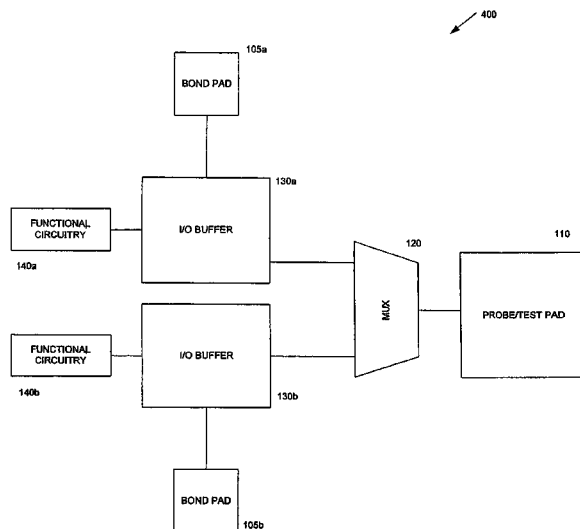 400
105a
BOND PAD
130a
I/O BUFFER
FUNCTIONAL
CIRCUITRY
140a
120
MUX
110
PROBE/TEST PAD
FUNCTIONAL
CIRCUITRY
140b
I/O BUFFER
130b
BOND PAD
105b